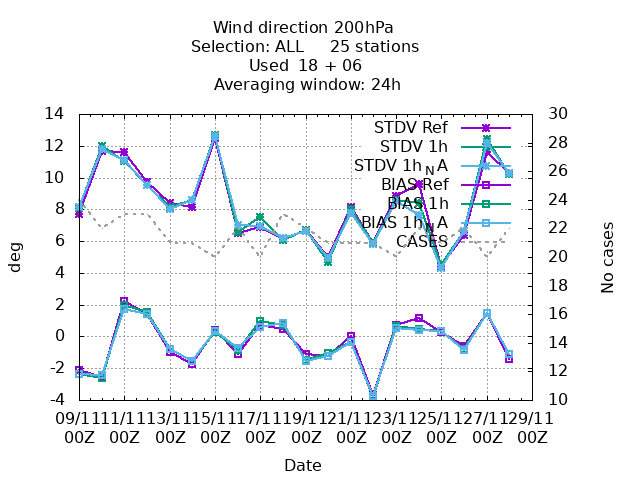 Wind direction 200hPa
Selection: ALL 25 stations
Used 18 + 06
Averaging window: 24h
14
12
10
8
6
4
2
0
-2
-4
deg
30
28
26
24
22
20
18
16
14
12
10
No cases
STDV Ref
STDV 1h
STDV 1h_NA
BIAS Ref
BIAS 1h
BIAS 1h_NA
CASES
09/11 11/11 13/11 15/11 17/11 19/11 21/11 23/11 25/11 27/11 29/11
00Z 00Z 00Z 00Z 00Z 00Z 00Z 00Z 00Z 00Z 00Z
Date